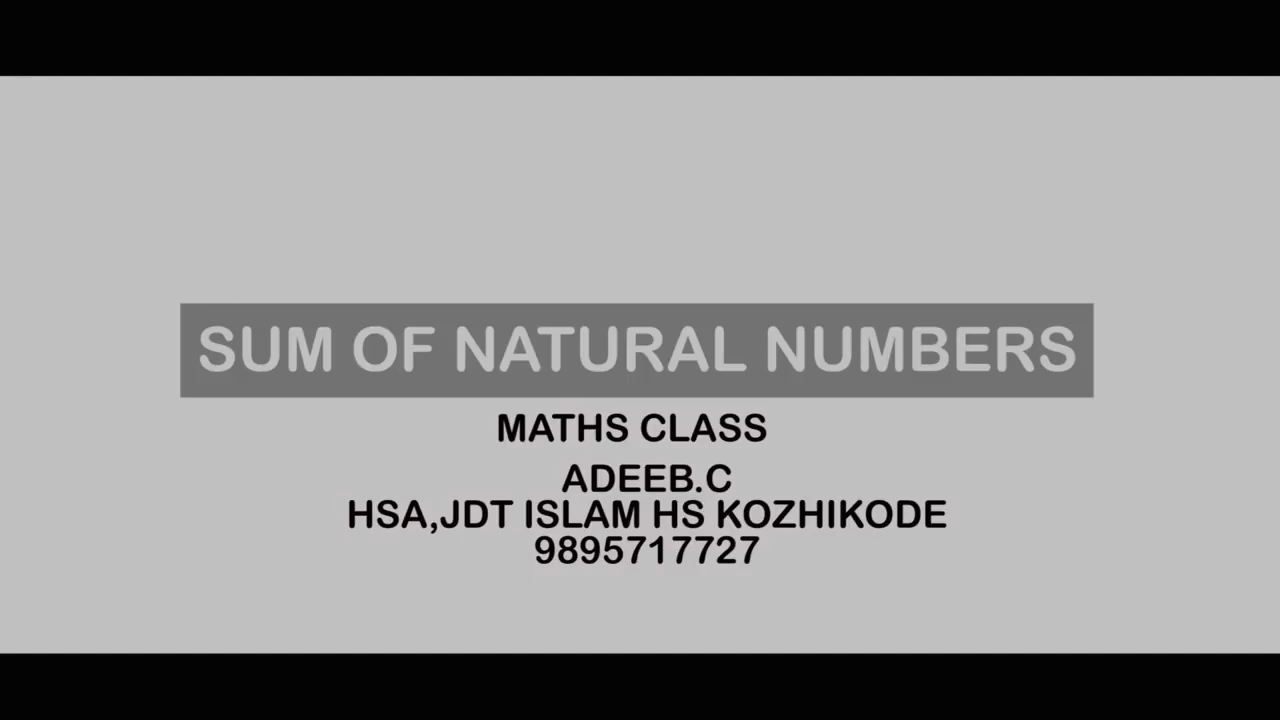 SUM OF NATURAL NUMBERS
MATHS CLASS
ADEEB.C
HSA,JDT ISLAM HS KOZHIKODE
9895717727